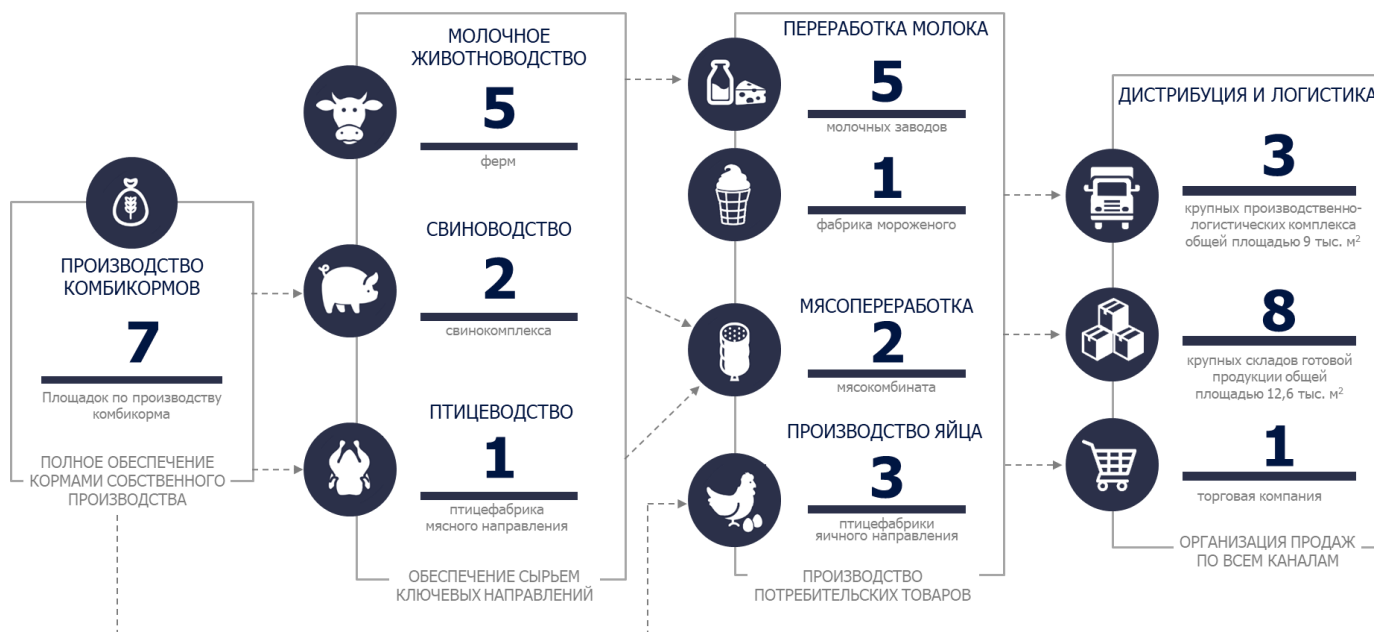 ПРОИЗВОДСТВО
КОМБИКОРМОВ
7
Площадок по производству
комбикорма
ПОЛНОЕ ОБЕСПЕЧЕНИЕ
КОРМАМИ СОБСТВЕННОГО
ПРОИЗВОДСТВА
МОЛОЧНОЕ
ЖИВОТНОВОДСТВО
5
ферм
СВИНОВОДСТВО
2
свинокомплекса
ПТИЦЕВОДСТВО
1
птицефабрика
мясного направления
ОБЕСПЕЧЕНИЕ СЫРЬЕМ
КЛЮЧЕВЫХ НАПРАВЛЕНИЙ
ПЕРЕРАБОТКА МОЛОКА
5
молочных заводов
1
фабрика мороженого
МЯСОПЕРЕРАБОТКА
2
мясокомбината
ПРОИЗВОДСТВО ЯЙЦА
3
птицефабрики
яичного направления
ПРОИЗВОДСТВО
ПОТРЕБИТЕЛЬСКИХ ТОВАРОВ
ДИСТРИБУЦИЯ И ЛОГИСТИКА
3
крупных производственно-
логистических комплекса
общей площадью 9 тыс. м²
8
крупных складов готовой
продукции общей
площадью 12,6 тыс. м²
1
торговая компания
ОРГАНИЗАЦИЯ ПРОДАЖ
ПО ВСЕМ КАНАЛАМ